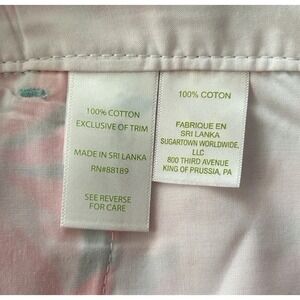 100% COTTON
EXCLUSIVE OF TRIM
MADE IN SRI LANKA
RN#88189
SEE REVERSE
FOR CARE
100% COTON
FABRIQUE EN
SRI LANKA
SUGARTOWN WORLDWIDE,
LLC
800 THIRD AVENUE
KING OF PRUSSIA, PA